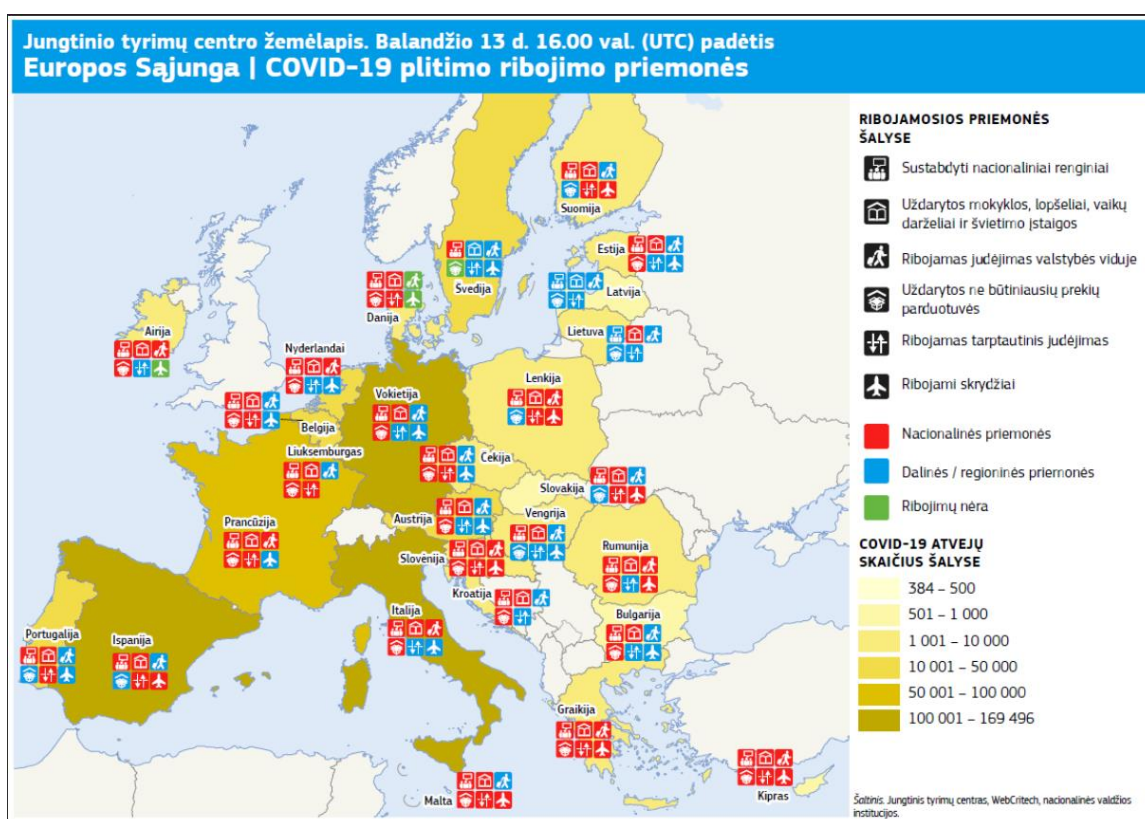 Jungtinio tyrimų centro žemėlapis. Balandžio 13 d. 16.00 val. (UTC) padėtis
Europos Sąjunga | COVID-19 plitimo ribojimo priemonės
Suomija
Estija
Švedija
Latvija
Danija
Lietuva
Airija
Nyderlandai
Lenkija
Vokietija
Belgija
Liuksemburgas
Čekija
Slovakija
Prancūzija
Austrija
Vengrija
Slovėnija
Rumunija
Kroatija
Italija
Bulgarija
Portugalija
Ispanija
Graikija
Malta
Kipras
RIBOJAMOSIOS PRIEMONĖS
ŠALYSE
Sustabdyti nacionaliniai renginiai
Uždarytos mokyklos, lopšeliai, vaikų
darželiai ir švietimo įstaigos
Ribojamas judėjimas valstybės viduje
Uždarytos ne būtiniausių prekių
parduotuvės
Ribojamas tarptautinis judėjimas
Ribojami skrydžiai
Nacionalinės priemonės
Dalinės / regioninės priemonės
Ribojimų nėra
COVID-19 ATVEJŲ
SKAIČIUS ŠALYSE
384 – 500
501 – 1 000
1 001 – 10 000
10 001 – 50 000
50 001 – 100 000
100 001 – 169 496
Šaltinis. Jungtinis tyrimų centras, WebCritech, nacionalinės valdžios
institucijos.